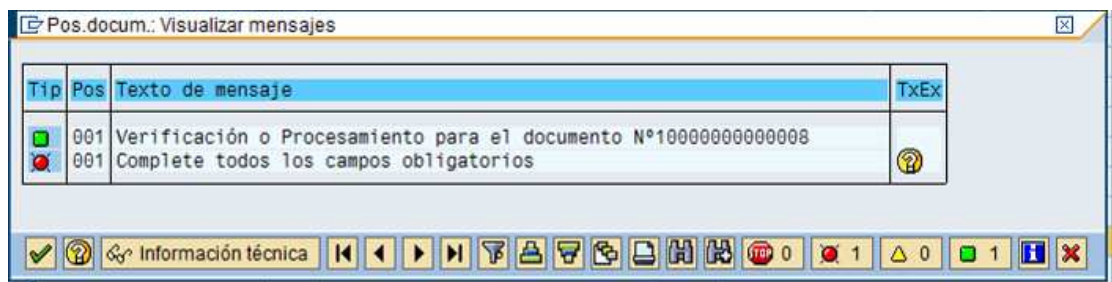 Pos.docum.: Visualizar mensajes
Tip Pos Texto de mensaje TxEx
001 Verificación o Procesamiento para el documento Nº10000000000008
001 Complete todos los campos obligatorios
Información técnica STOP 0 1 0 1